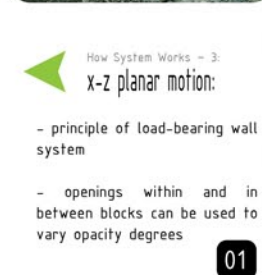 How System Works - 3:
x-z planar motion:
- principle of load-bearing wall
system
- openings within and in
between blocks can be used to
vary opacity degrees
01